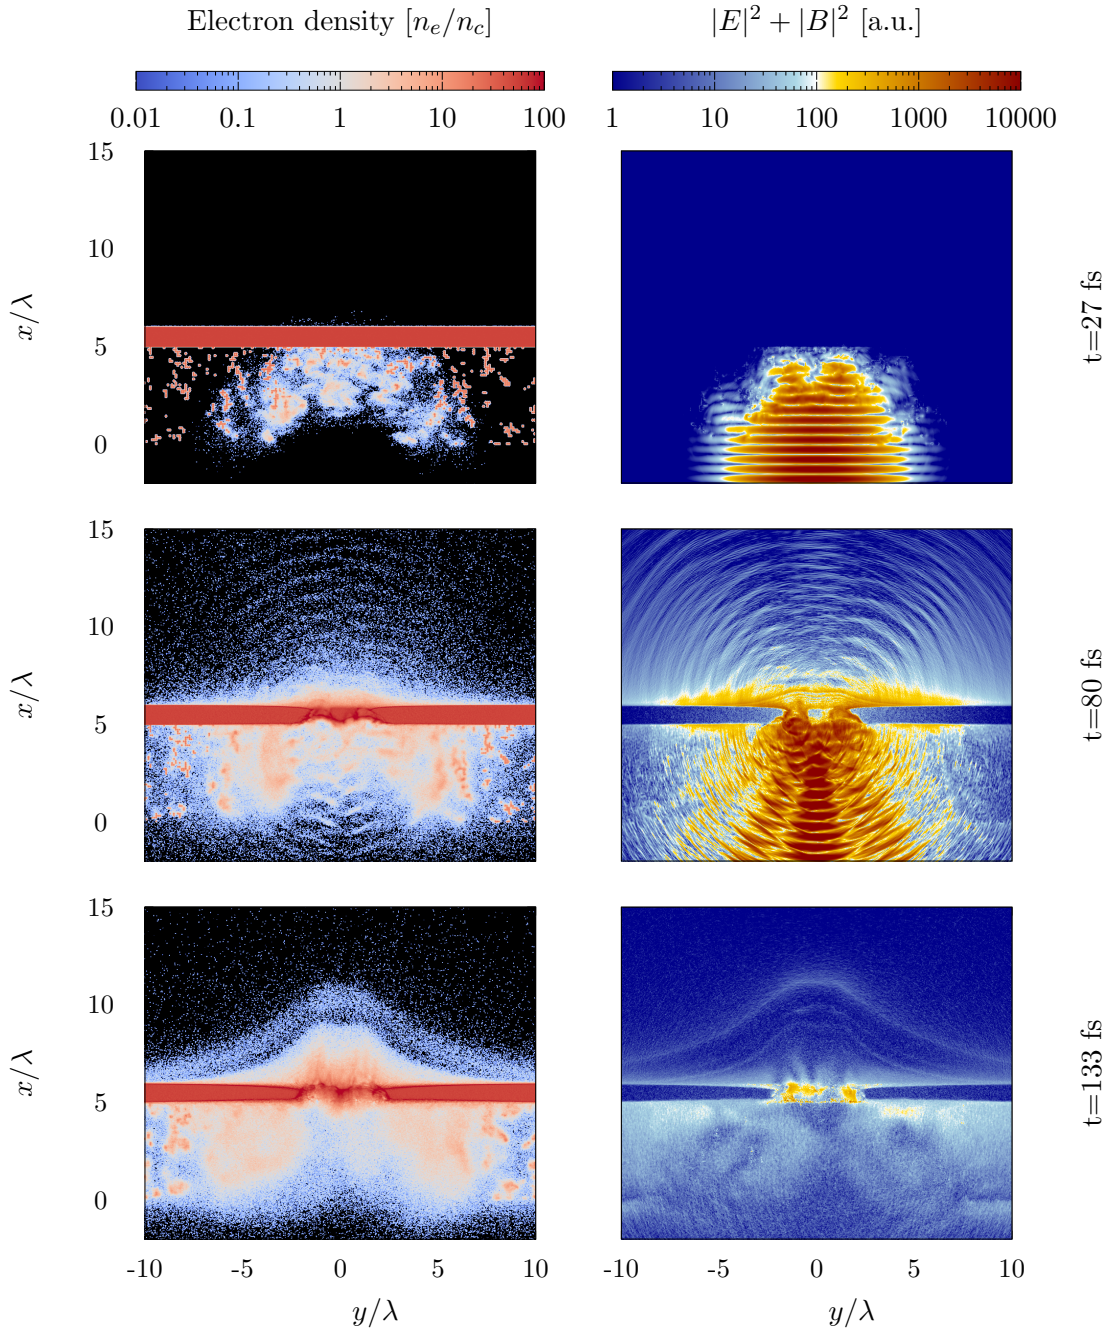 Electron density [n_e/n_c] |E|^2 + |B|^2 [a.u.]
0.01 0.1 1 10 100 1 10 100 1000 10000
15
10
5
0
x/λ
t=27 fs
15
10
5
0
x/λ
t=80 fs
15
10
5
0
x/λ
t=133 fs
-10 -5 0 5 10 -10 -5 0 5 10
y/λ y/λ